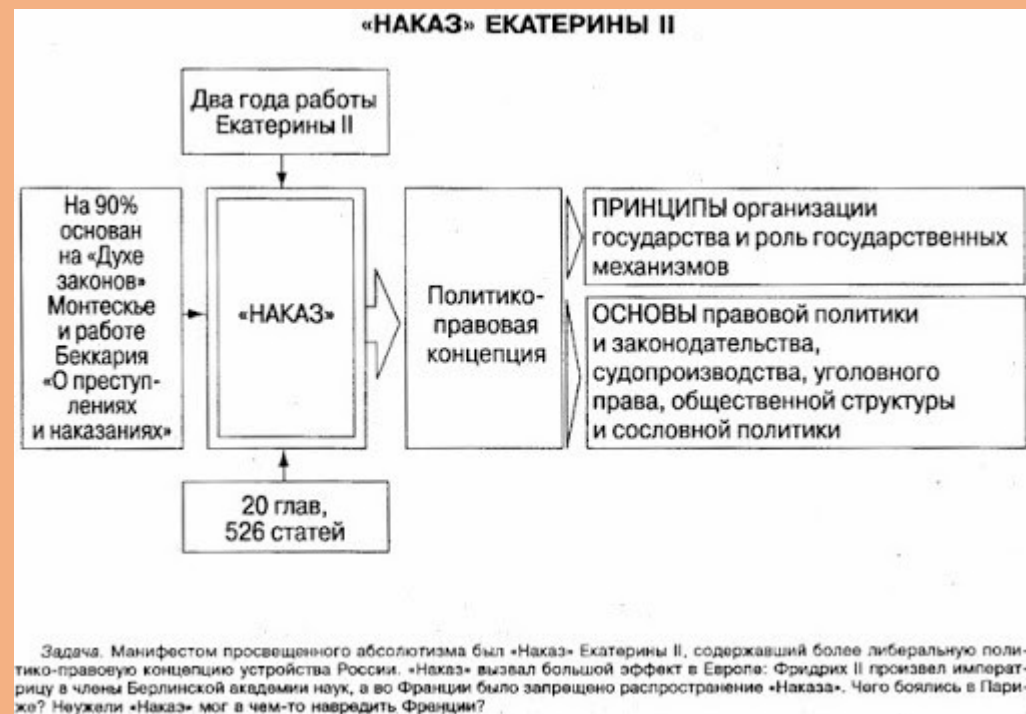 «НАКАЗ» ЕКАТЕРИНЫ II
Два года работы
Екатерины II
На 90%
основан
на «Духе
законов»
Монтескье
и работе
Беккария
«О преступ-
лениях
и наказаниях»
«НАКАЗ»
Политико-
правовая
концепция
ПРИНЦИПЫ организации
государства и роль государственных
механизмов
ОСНОВЫ правовой политики
и законодательства,
судопроизводства, уголовного
права, общественной структуры
и сословной политики
20 глав,
526 статей
Задача. Манифестом просвещенного абсолютизма был «Наказ» Екатерины II, содержавший более либеральную поли-
тико-правовую концепцию устройства России. «Наказ» вызвал большой эффект в Европе: Фридрих II произвел императ-
рицу в члены Берлинской академии наук, а во Франции было запрещено распространение «Наказа». Чего боялись в Пари-
же? Неужели «Наказ» мог в чем-то навредить Франции?